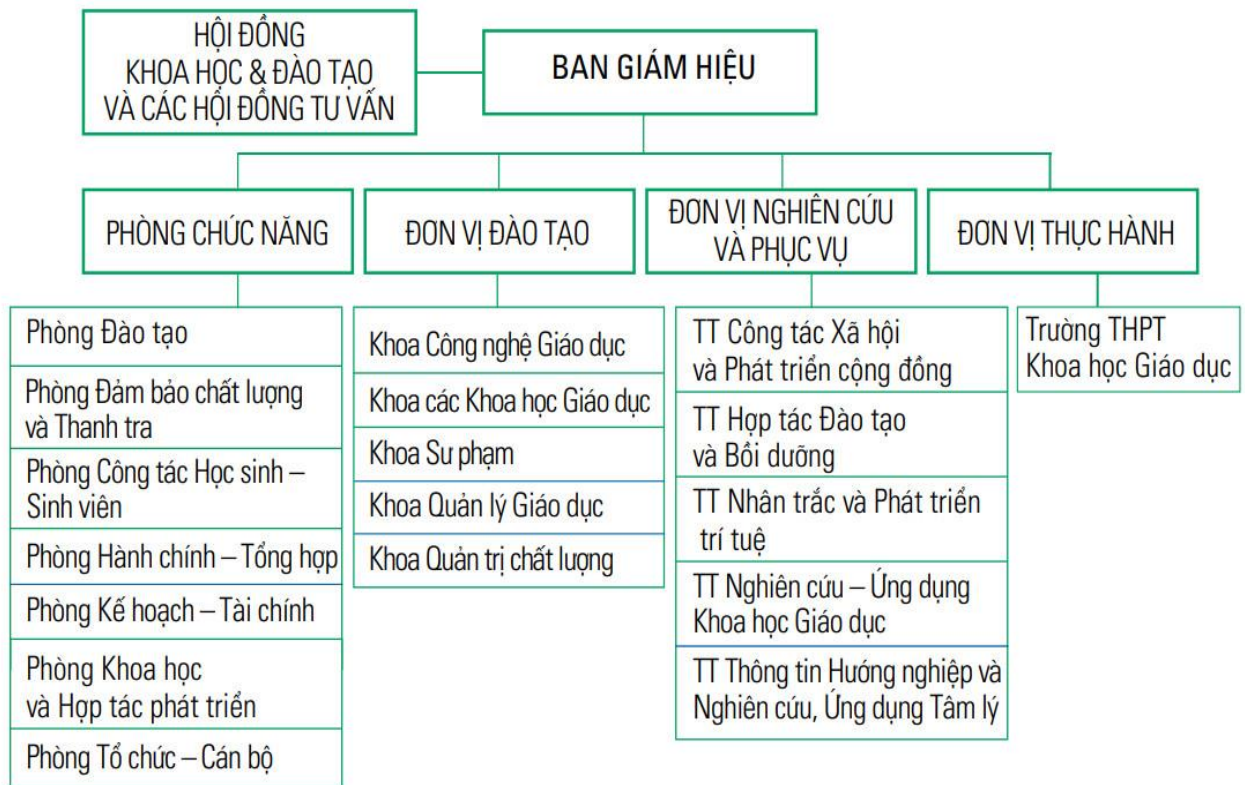 HỘI ĐỒNG
KHOA HỌC & ĐÀO TẠO
VÀ CÁC HỘI ĐỒNG TƯ VẤN
BAN GIÁM HIỆU
PHÒNG CHỨC NĂNG
ĐƠN VỊ ĐÀO TẠO
ĐƠN VỊ NGHIÊN CỨU
VÀ PHỤC VỤ
ĐƠN VỊ THỰC HÀNH
Phòng Đào tạo
Phòng Đảm bảo chất lượng
và Thanh tra
Phòng Công tác Học sinh –
Sinh viên
Phòng Hành chính – Tổng hợp
Phòng Kế hoạch – Tài chính
Phòng Khoa học
và Hợp tác phát triển
Phòng Tổ chức – Cán bộ
Khoa Công nghệ Giáo dục
Khoa các Khoa học Giáo dục
Khoa Sư phạm
Khoa Quản lý Giáo dục
Khoa Quản trị chất lượng
TT Công tác Xã hội
và Phát triển cộng đồng
TT Hợp tác Đào tạo
và Bồi dưỡng
TT Nhân trắc và Phát triển
trí tuệ
TT Nghiên cứu – Ứng dụng
Khoa học Giáo dục
TT Thông tin Hướng nghiệp và
Nghiên cứu, Ứng dụng Tâm lý
Trường THPT
Khoa học Giáo dục